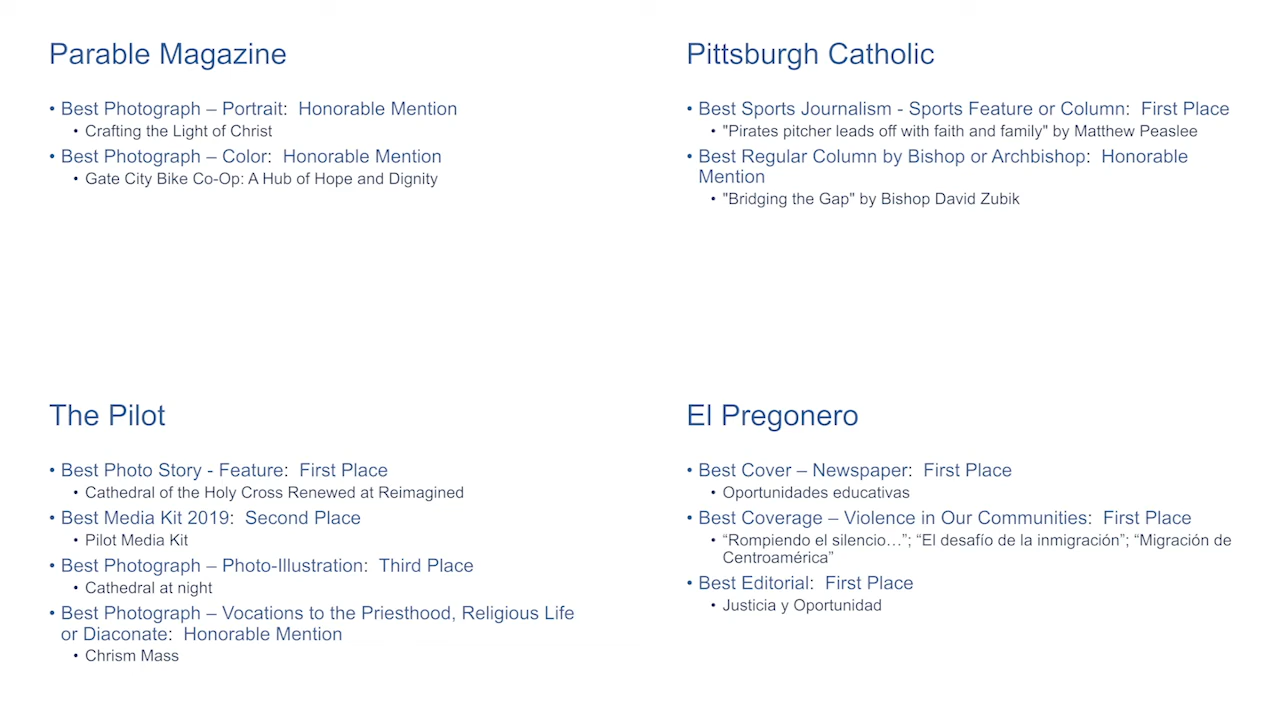 Parable Magazine
• Best Photograph – Portrait:  Honorable Mention
• Crafting the Light of Christ
• Best Photograph – Color:  Honorable Mention
• Gate City Bike Co-Op: A Hub of Hope and Dignity
Pittsburgh Catholic
• Best Sports Journalism - Sports Feature or Column:  First Place
• "Pirates pitcher leads off with faith and family" by Matthew Peaslee
• Best Regular Column by Bishop or Archbishop:  Honorable
Mention
• "Bridging the Gap" by Bishop David Zubik
The Pilot
• Best Photo Story - Feature:  First Place
• Cathedral of the Holy Cross Renewed at Reimagined
• Best Media Kit 2019:  Second Place
• Pilot Media Kit
• Best Photograph – Photo-Illustration:  Third Place
• Cathedral at night
• Best Photograph – Vocations to the Priesthood, Religious Life
or Diaconate:  Honorable Mention
• Chrism Mass
El Pregonero
• Best Cover – Newspaper:  First Place
• Oportunidades educativas
• Best Coverage – Violence in Our Communities:  First Place
• “Rompiendo el silencio…”; “El desafío de la inmigración”; “Migración de
Centroamérica”
• Best Editorial:  First Place
• Justicia y Oportunidad